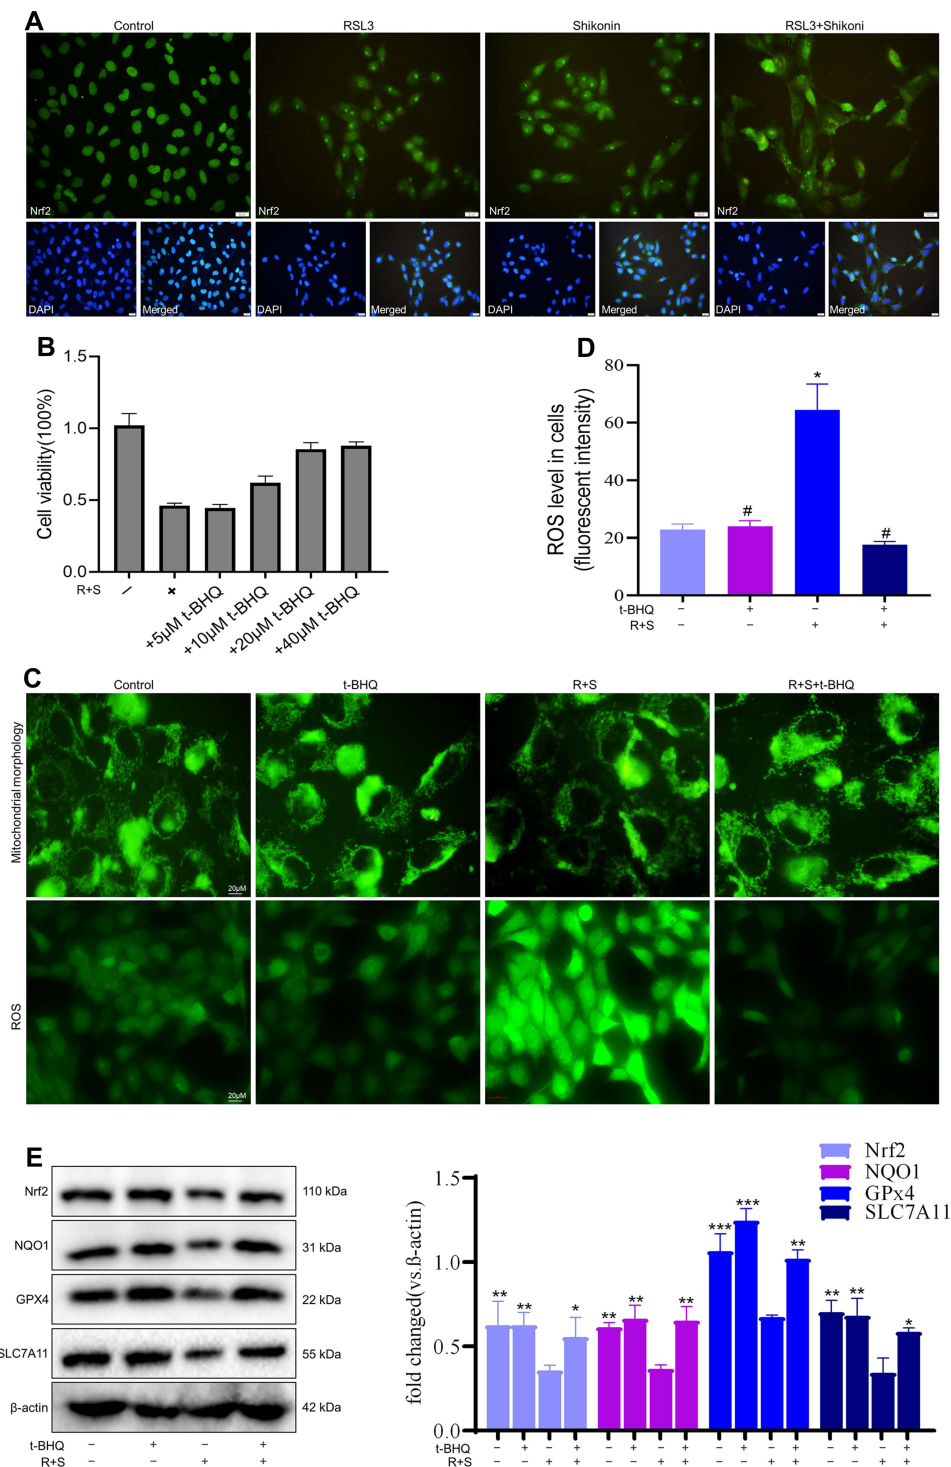 A
Control
RSL3
Shikonin
RSL3+Shikoni
n
Nrf2
Nrf2
Nrf2
Nrf2
DAPI
Merged
DAPI
Merged
DAPI
Merged
DAPI
Merged
B
Cell viability(100%)
1.5
1.0
0.5
0.0
R+S
−
+
+5μM t-BHQ
+10μM t-BHQ
+20μM t-BHQ
+40μM t-BHQ
D
ROS level in cells
(fluorescent intensity)
80
60
40
20
0
#
*
#
t-BHQ − + − +
R+S − − + +
C
Control
t-BHQ
R+S
R+S+t-BHQ
Mitochondrial morphology
20μM
ROS
20μM
E
Nrf2
110 kDa
NQO1
31 kDa
GPX4
22 kDa
SLC7A11
55 kDa
β-actin
42 kDa
t-BHQ − + − +
R+S − − + +
Nrf2
NQO1
GPx4
SLC7A11
fold changed(vs.ß-actin)
1.5
1.0
0.5
0.0
** ** * ** ** ** *** *** ** ** ** *
t-BHQ − + − + − + − + − + − + − + − +
R+S − − + + − − + + − − + + − − + +